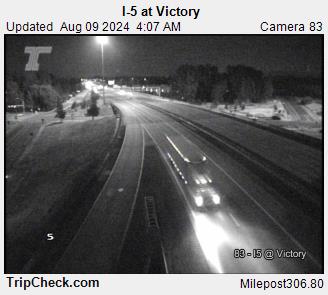 I-5 at Victory
Updated  Aug 09 2024  4:07 AM
Camera 83
T
S
83 - I5 @ Victory
TripCheck.com
Milepost306.80